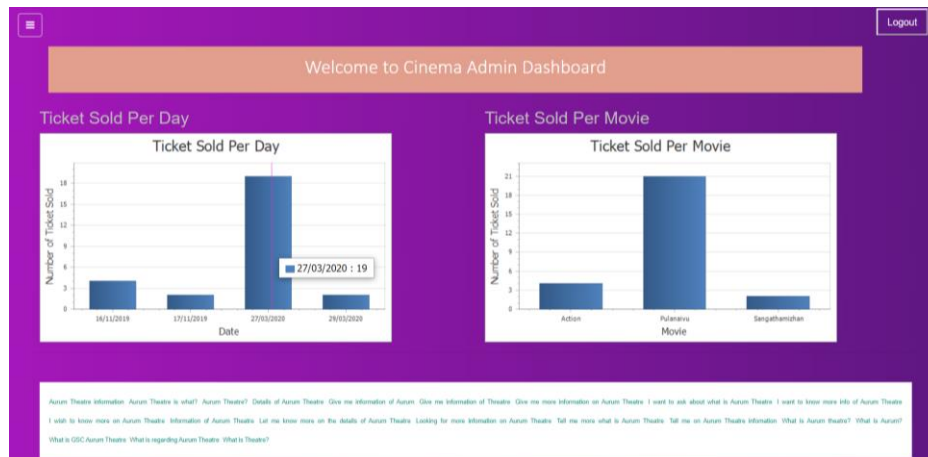 Logout
Welcome to Cinema Admin Dashboard
Ticket Sold Per Day
Ticket Sold Per Day
Number of Ticket Sold
18
15
12
9
6
3
0
27/03/2020 : 19
16/11/2019 17/11/2019 27/03/2020 29/03/2020
Date
Ticket Sold Per Movie
Ticket Sold Per Movie
Number of Ticket Sold
21
18
15
12
9
6
3
0
Action Pulanaivu Sangathamizhan
Movie
Aurum Theatre information Aurum Theatre is what? Aurum Theatre? Details of Aurum Theatre Give me information of Aurum Give me information of Threatre Give me more information on Aurum Theatre I want to ask about what is Aurum Theatre I want to know more info of Aurum Theatre
I wish to know more on Aurum Theatre Information of Aurum Theatre Let me know more on the details of Aurum Theatre Looking for more infomation on Aurum Theatre Tell me more what is Aurum Theatre Tell me on Aurum Theatre infomation What is Aurum theatre? What is Aurum?
What is GSC Aurum Theatre What is regarding Aurum Theatre What is Theatre?